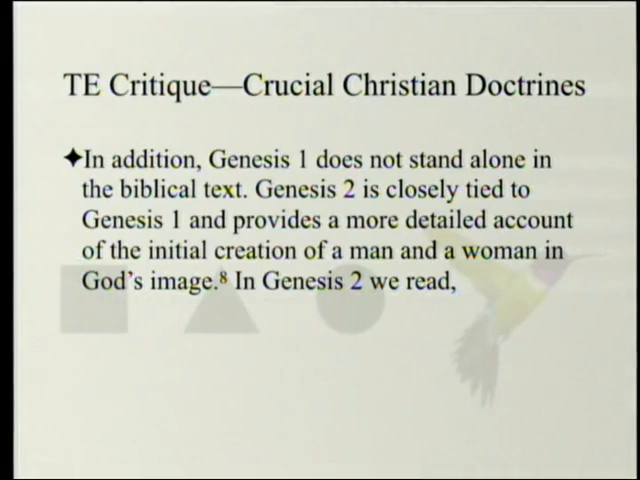 TE Critique—Crucial Christian Doctrines
✦In addition, Genesis 1 does not stand alone in
the biblical text. Genesis 2 is closely tied to
Genesis 1 and provides a more detailed account
of the initial creation of a man and a woman in
God's image.⁸ In Genesis 2 we read,